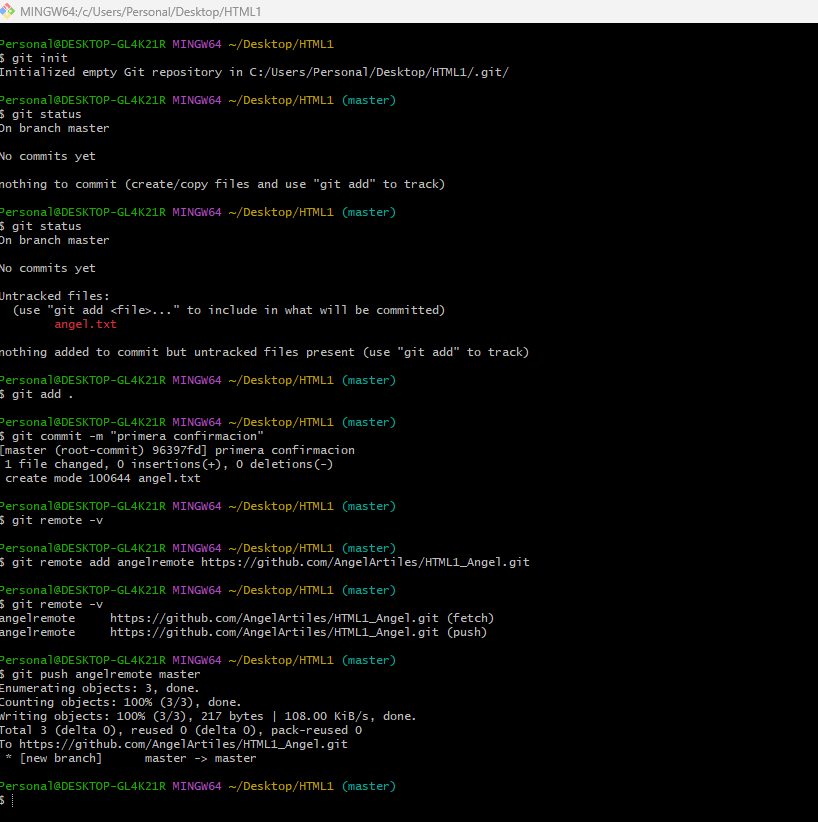 MINGW64:/c/Users/Personal/Desktop/HTML1
Personal@DESKTOP-GL4K21R MINGW64 ~/Desktop/HTML1
$ git init
Initialized empty Git repository in C:/Users/Personal/Desktop/HTML1/.git/
Personal@DESKTOP-GL4K21R MINGW64 ~/Desktop/HTML1 (master)
$ git status
On branch master
No commits yet
nothing to commit (create/copy files and use "git add" to track)
Personal@DESKTOP-GL4K21R MINGW64 ~/Desktop/HTML1 (master)
$ git status
On branch master
No commits yet
Untracked files:
  (use "git add <file>..." to include in what will be committed)
        angel.txt
nothing added to commit but untracked files present (use "git add" to track)
Personal@DESKTOP-GL4K21R MINGW64 ~/Desktop/HTML1 (master)
$ git add .
Personal@DESKTOP-GL4K21R MINGW64 ~/Desktop/HTML1 (master)
$ git commit -m "primera confirmacion"
[master (root-commit) 96397fd] primera confirmacion
 1 file changed, 0 insertions(+), 0 deletions(-)
 create mode 100644 angel.txt
Personal@DESKTOP-GL4K21R MINGW64 ~/Desktop/HTML1 (master)
$ git remote -v
Personal@DESKTOP-GL4K21R MINGW64 ~/Desktop/HTML1 (master)
$ git remote add angelremote https://github.com/AngelArtiles/HTML1_Angel.git
Personal@DESKTOP-GL4K21R MINGW64 ~/Desktop/HTML1 (master)
$ git remote -v
angelremote     https://github.com/AngelArtiles/HTML1_Angel.git (fetch)
angelremote     https://github.com/AngelArtiles/HTML1_Angel.git (push)
Personal@DESKTOP-GL4K21R MINGW64 ~/Desktop/HTML1 (master)
$ git push angelremote master
Enumerating objects: 3, done.
Counting objects: 100% (3/3), done.
Writing objects: 100% (3/3), 217 bytes | 108.00 KiB/s, done.
Total 3 (delta 0), reused 0 (delta 0), pack-reused 0
To https://github.com/AngelArtiles/HTML1_Angel.git
 * [new branch]      master -> master
Personal@DESKTOP-GL4K21R MINGW64 ~/Desktop/HTML1 (master)
$